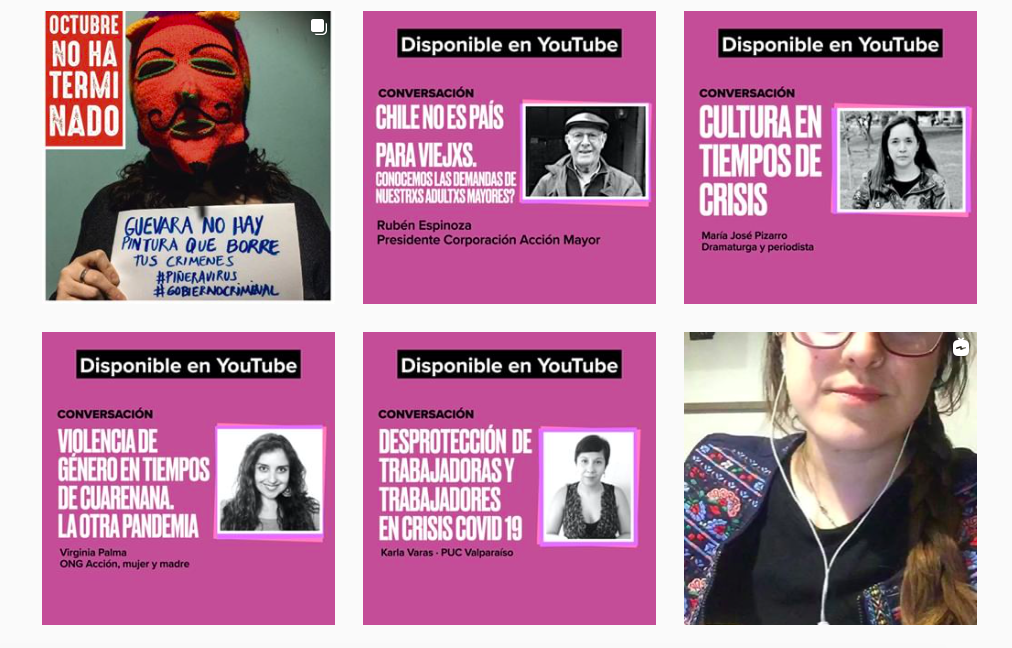 OCTUBRE
NO HA
TERMI
NADO
GUEVARA NO HAY
PINTURA QUE BORRE
TUS CRIMENES
#PIÑERAVIRUS
#GOBIERNOCRIMINAL
Disponible en YouTube
CONVERSACIÓN
CHILE NO ES PAÍS
PARA VIEJXS.
CONOCEMOS LAS DEMANDAS DE
NUESTRXS ADULTXS MAYORES?
Rubén Espinoza
Presidente Corporación Acción Mayor
Disponible en YouTube
CONVERSACIÓN
CULTURA EN
TIEMPOS DE
CRISIS
María José Pizarro
Dramaturga y periodista
Disponible en YouTube
CONVERSACIÓN
VIOLENCIA DE
GÉNERO EN TIEMPOS
DE CUARENANA.
LA OTRA PANDEMIA
Virginia Palma
ONG Acción, mujer y madre
Disponible en YouTube
CONVERSACIÓN
DESPROTECCIÓN DE
TRABAJADORAS Y
TRABAJADORES
EN CRISIS COVID 19
Karla Varas - PUC Valparaíso